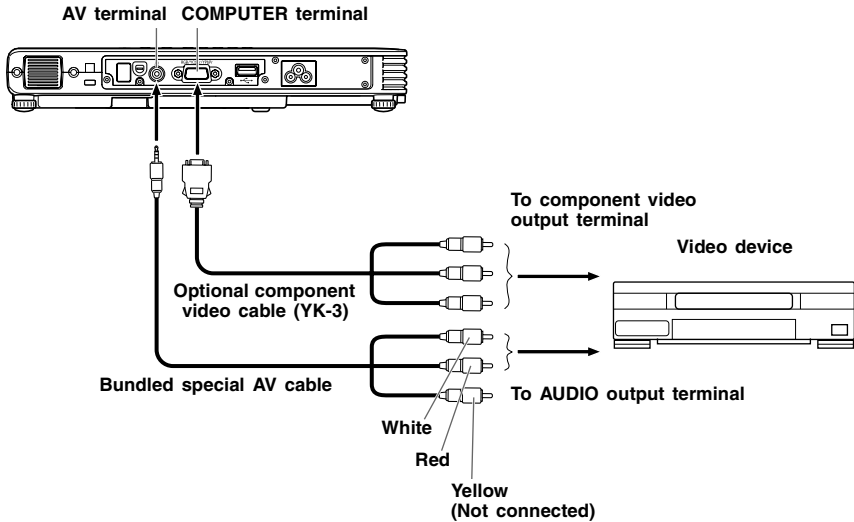 AV terminal COMPUTER terminal
COMPUTER
To component video
output terminal
Video device
Optional component
video cable (YK-3)
Bundled special AV cable
To AUDIO output terminal
White
Red
Yellow
(Not connected)